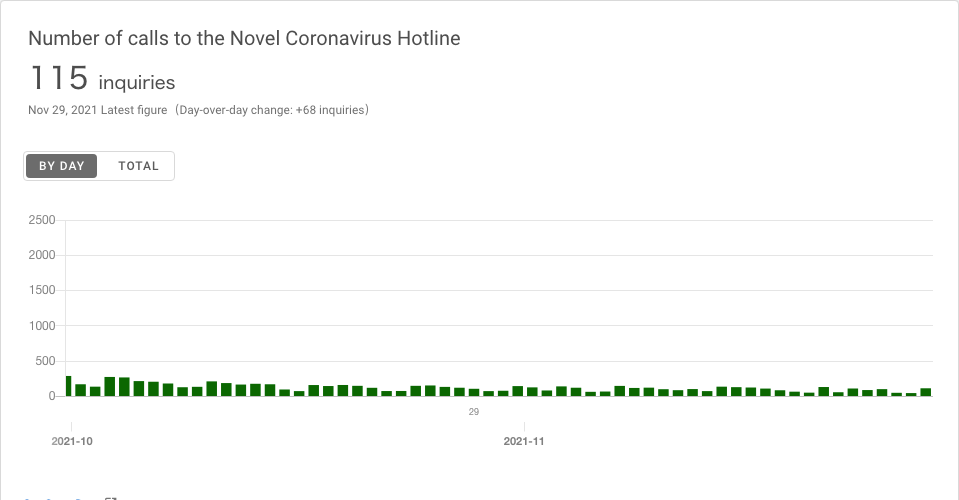 Number of calls to the Novel Coronavirus Hotline
115 inquiries
Nov 29, 2021 Latest figure（Day-over-day change: +68 inquiries）
BY DAY TOTAL
2500
2000
1500
1000
500
0
29
2021-10 2021-11